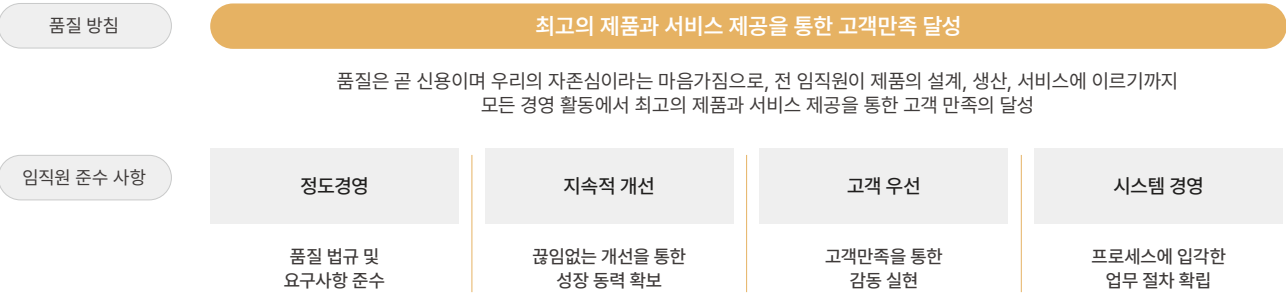 품질 방침
최고의 제품과 서비스 제공을 통한 고객만족 달성
품질은 곧 신용이며 우리의 자존심이라는 마음가짐으로, 전 임직원이 제품의 설계, 생산, 서비스에 이르기까지
모든 경영 활동에서 최고의 제품과 서비스 제공을 통한 고객 만족의 달성
임직원 준수 사항
정도경영
품질 법규 및
요구사항 준수
지속적 개선
끊임없는 개선을 통한
성장 동력 확보
고객 우선
고객만족을 통한
감동 실현
시스템 경영
프로세스에 입각한
업무 절차 확립